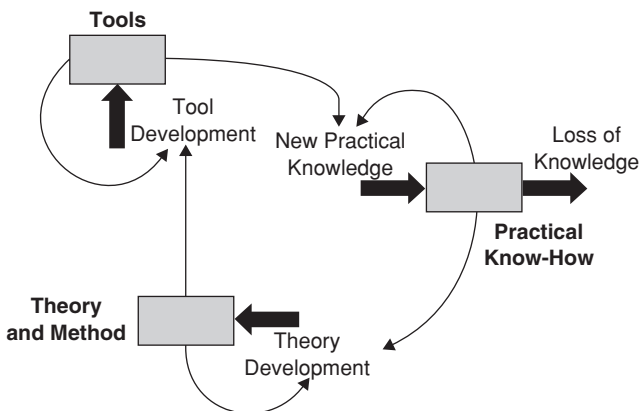 Tools
Tool
Development
New Practical
Knowledge
Loss of
Knowledge
Practical
Know-How
Theory
and Method
Theory
Development